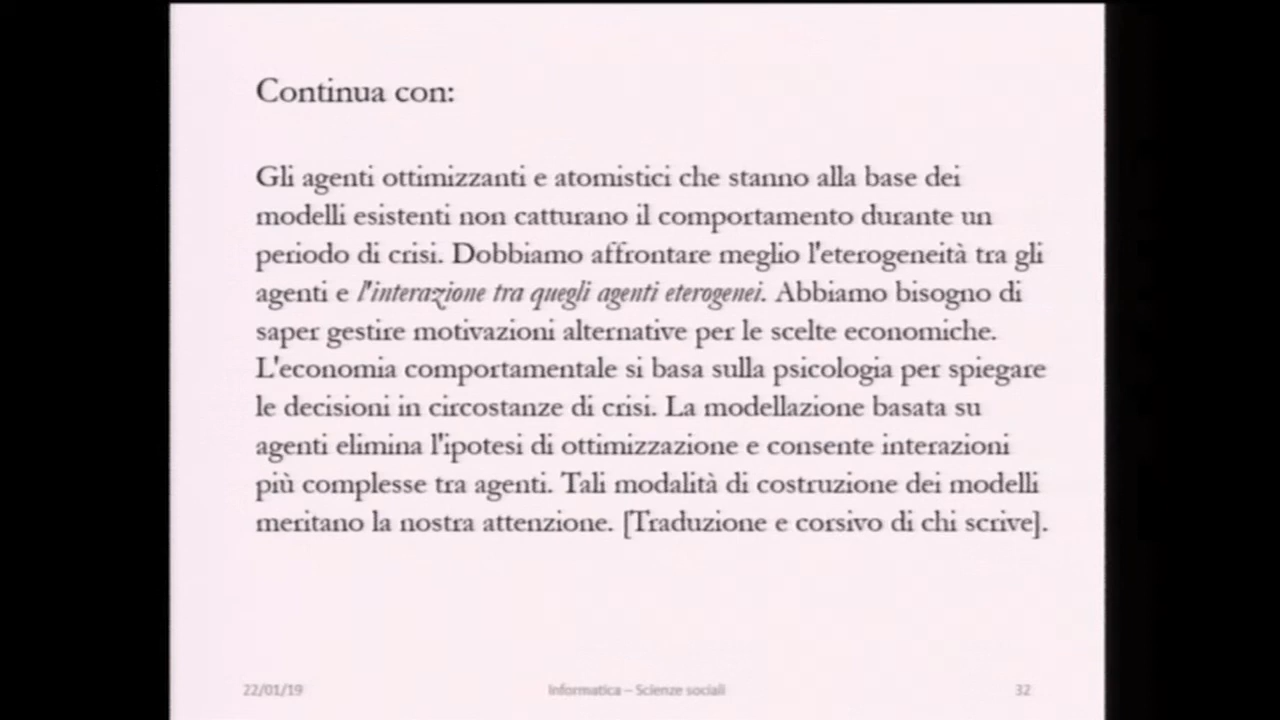 Continua con:
Gli agenti ottimizzanti e atomistici che stanno alla base dei
modelli esistenti non catturano il comportamento durante un
periodo di crisi. Dobbiamo affrontare meglio l'eterogeneità tra gli
agenti e l'interazione tra quegli agenti eterogenei. Abbiamo bisogno di
saper gestire motivazioni alternative per le scelte economiche.
L'economia comportamentale si basa sulla psicologia per spiegare
le decisioni in circostanze di crisi. La modellazione basata su
agenti elimina l'ipotesi di ottimizzazione e consente interazioni
più complesse tra agenti. Tali modalità di costruzione dei modelli
meritano la nostra attenzione. [Traduzione e corsivo di chi scrive].
22/01/19 Informatica – Scienze sociali 32